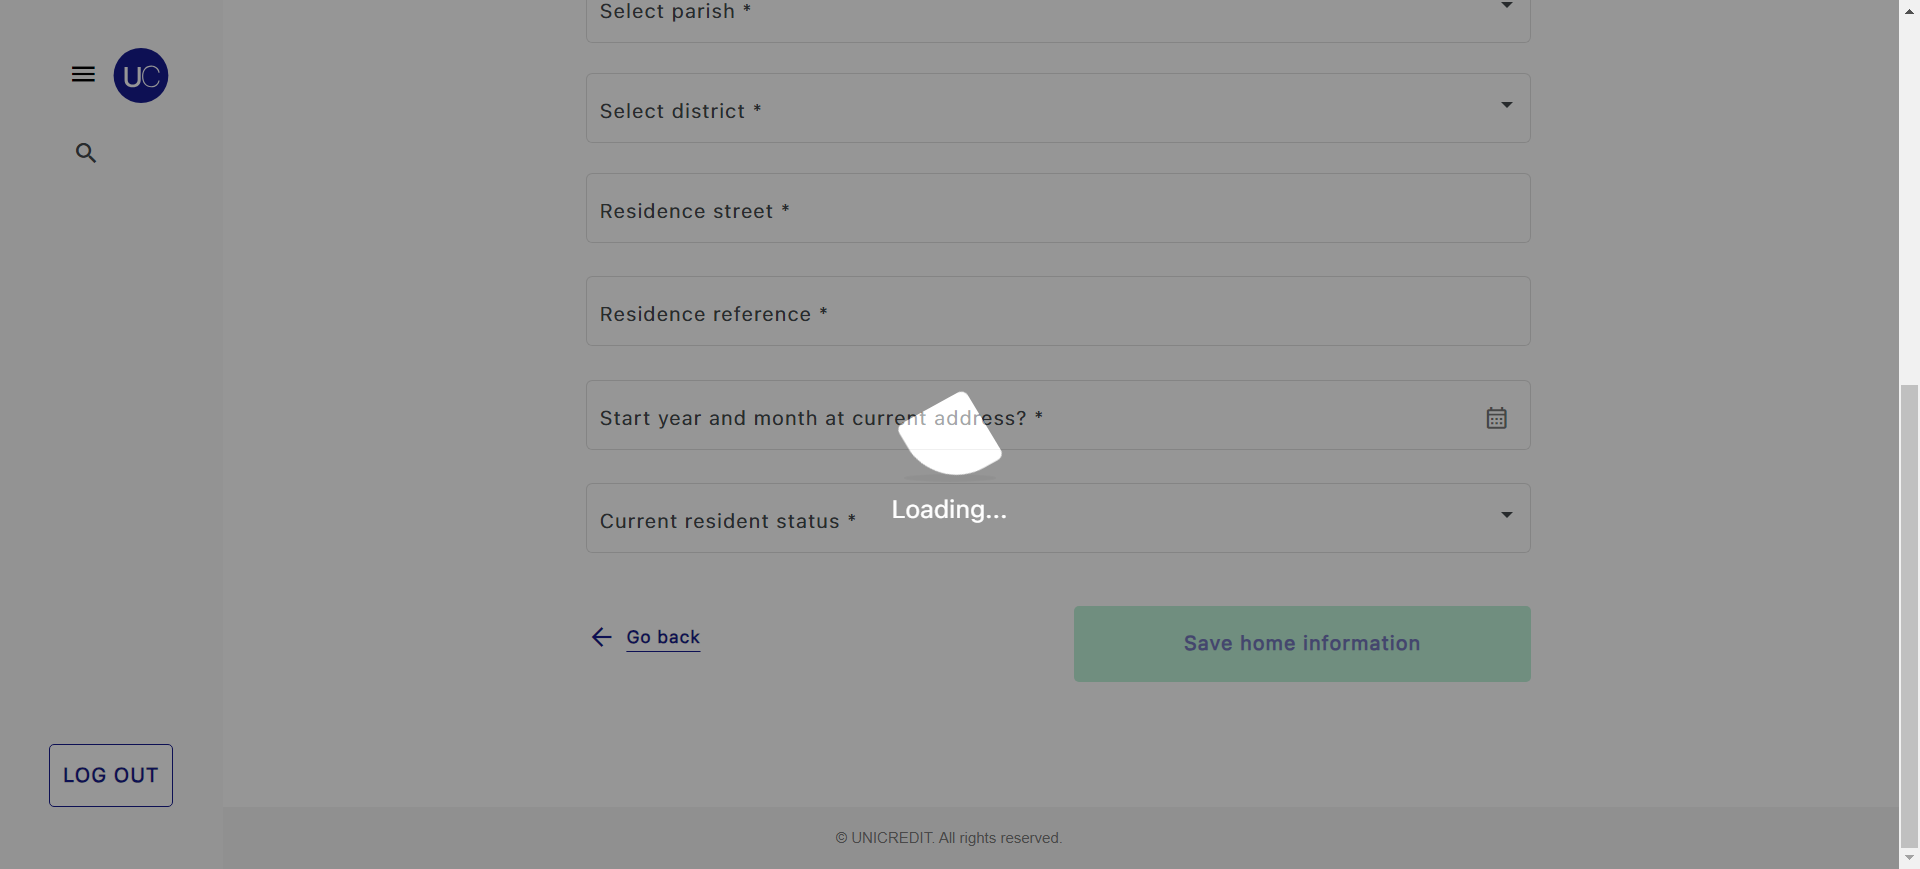 Select parish *
UC
Select district *
Residence street *
Residence reference *
Start year and month at current address? *
Current resident status *
Loading...
Go back
Save home information
LOG OUT
© UNICREDIT. All rights reserved.